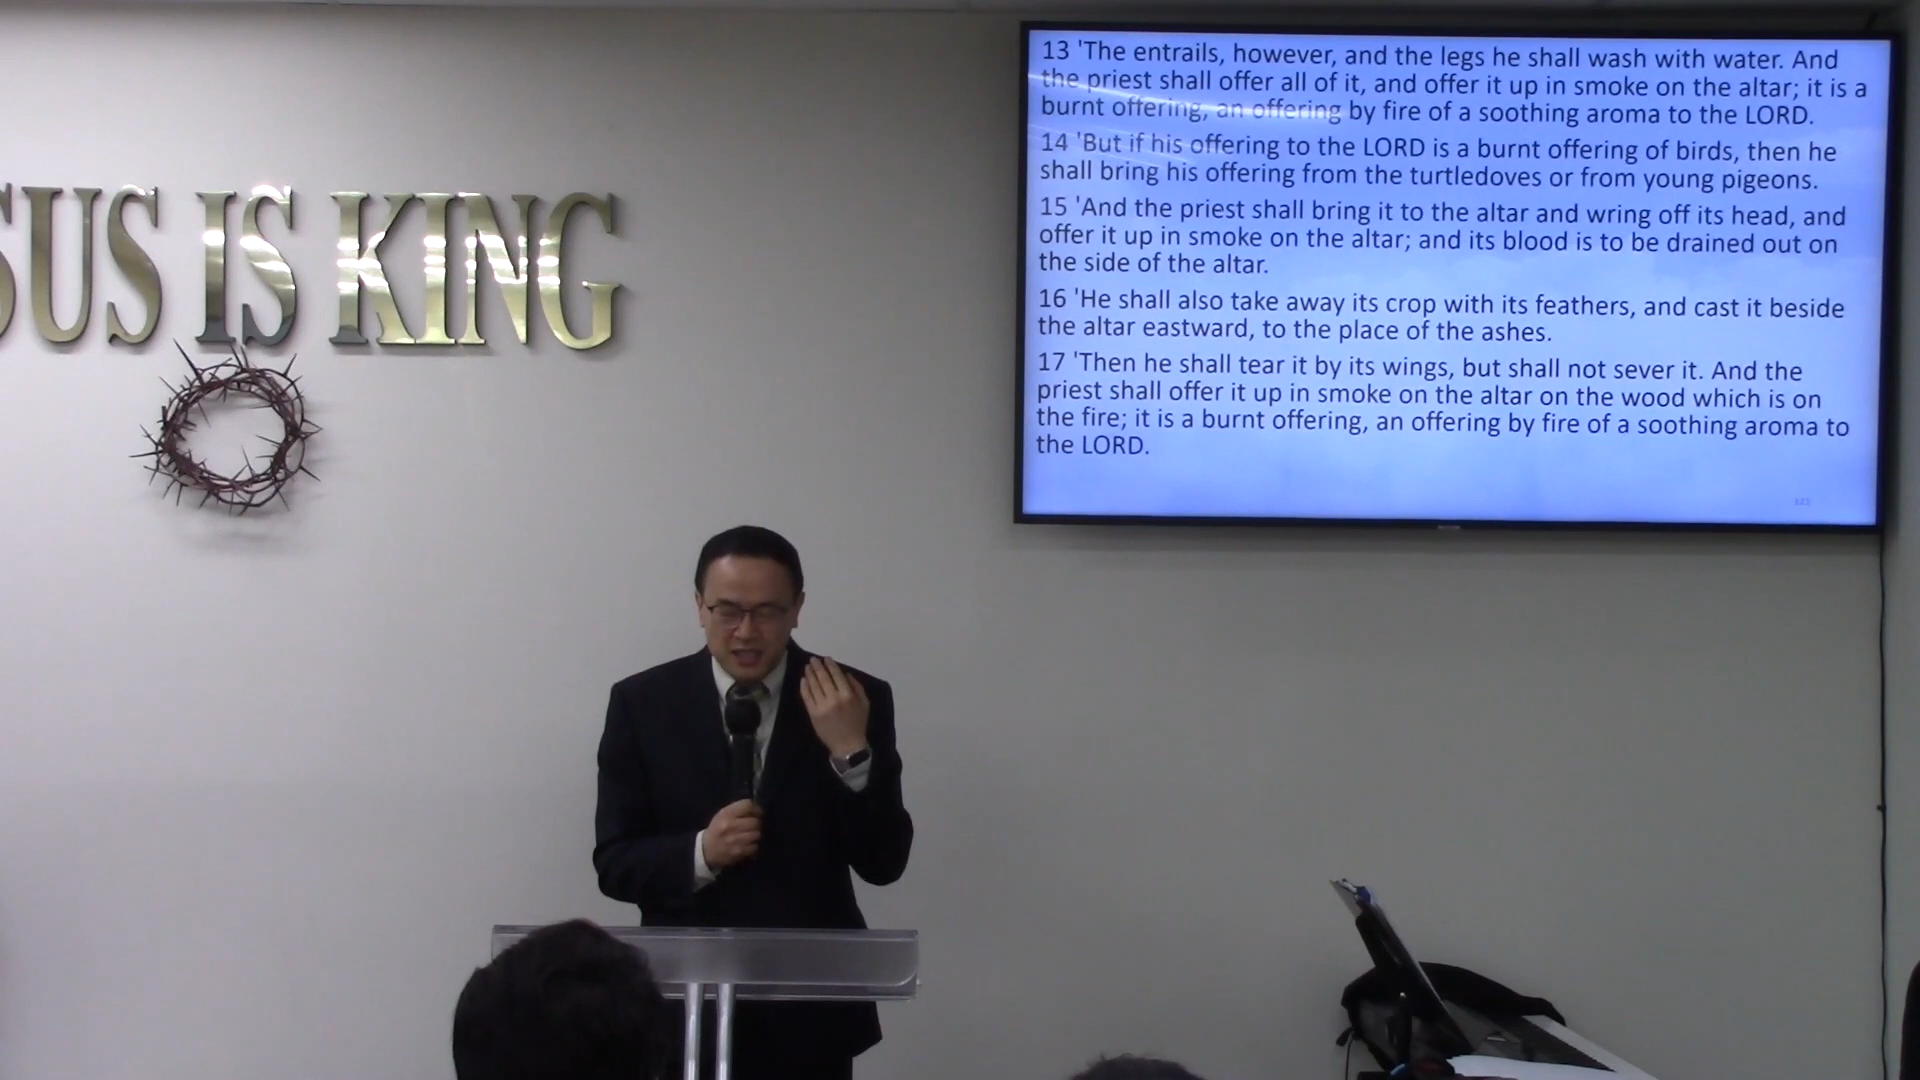 SUS IS KING
13 'The entrails, however, and the legs he shall wash with water. And
the priest shall offer all of it, and offer it up in smoke on the altar; it is a
burnt offering, an offering by fire of a soothing aroma to the LORD.
14 'But if his offering to the LORD is a burnt offering of birds, then he
shall bring his offering from the turtledoves or from young pigeons.
15 'And the priest shall bring it to the altar and wring off its head, and
offer it up in smoke on the altar; and its blood is to be drained out on
the side of the altar.
16 'He shall also take away its crop with its feathers, and cast it beside
the altar eastward, to the place of the ashes.
17 'Then he shall tear it by its wings, but shall not sever it. And the
priest shall offer it up in smoke on the altar on the wood which is on
the fire; it is a burnt offering, an offering by fire of a soothing aroma to
the LORD.